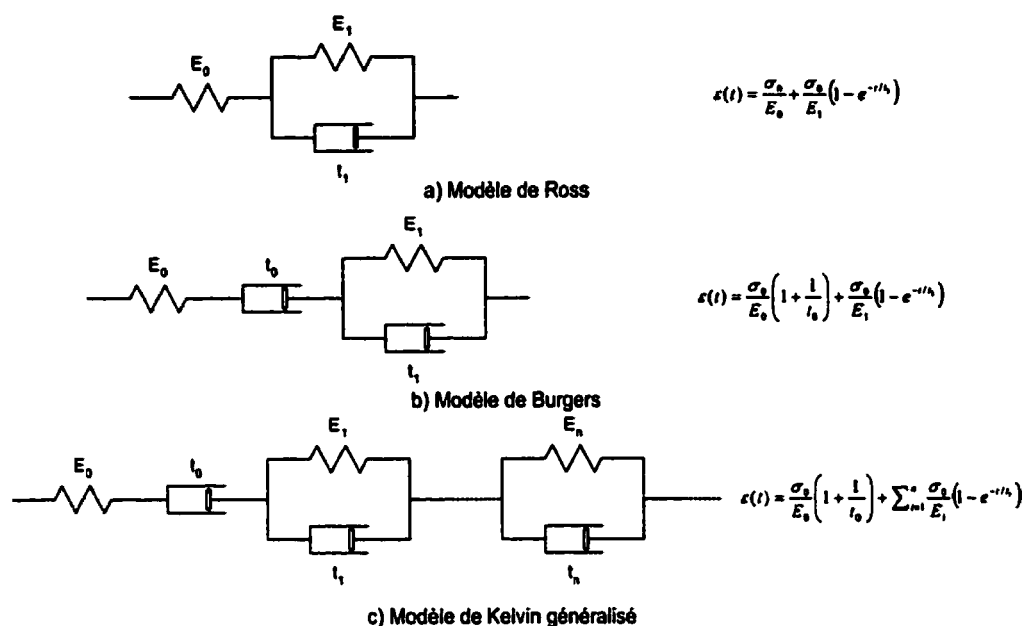 E₁
E₀
t₁
ε(t) = σ₀/E₀ + σ₀/E₁ (1 − e^(−t/t₁))
a) Modèle de Ross
E₁
E₀
t₀
t₁
ε(t) = σ₀/E₀ (1 + 1/t₀) + σ₀/E₁ (1 − e^(−t/t₁))
b) Modèle de Burgers
E₁
Eₙ
E₀
t₀
t₁
tₙ
ε(t) = σ₀/E₀ (1 + 1/t₀) + ∑ᵢ₌₁ⁿ σ₀/Eᵢ (1 − e^(−t/tᵢ))
c) Modèle de Kelvin généralisé